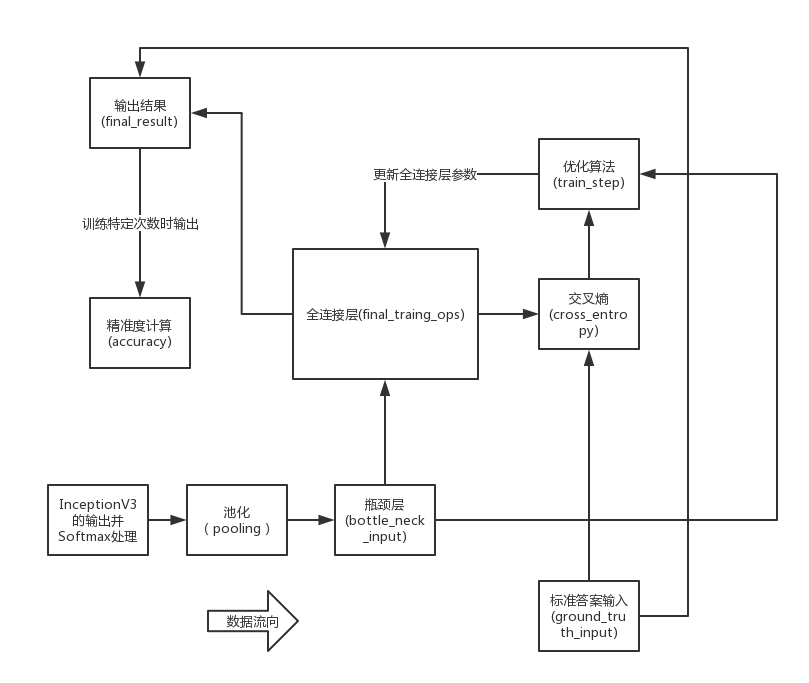 输出结果
(final_result)
优化算法
(train_step)
更新全连接层参数
训练特定次数时输出
精准度计算
(accuracy)
全连接层(final_traing_ops)
交叉熵
(cross_entro
py)
InceptionV3
的输出并
Softmax处理
池化
( pooling )
瓶颈层
(bottle_neck
_input)
标准答案输入
(ground_tru
th_input)
数据流向